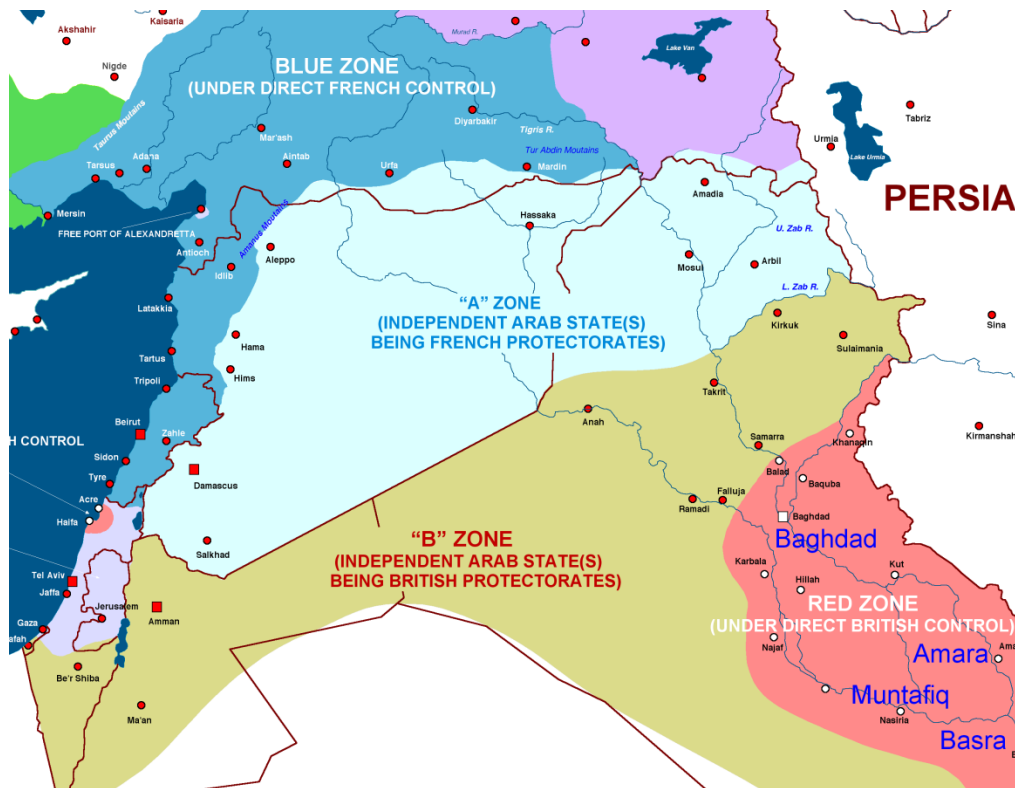 Akshahir
Kaisaria
Nigde
Murad R.
Lake Van
BLUE ZONE
(UNDER DIRECT FRENCH CONTROL)
Taurus Moutains
Diyarbakir
Tigris R.
Tabriz
Mar'ash
Urmia
Lake Urmia
Tarsus
Adana
Aintab
Urfa
Tur Abdin Moutains
Mardin
Amadia
PERSIA
Mersin
FREE PORT OF ALEXANDRETTA
Amanus Moutains
Hassaka
U. Zab R.
Antioch
Idlib
Aleppo
Mosul
Arbil
L. Zab R.
Latakkia
“A” ZONE
(INDEPENDENT ARAB STATE(S)
BEING FRENCH PROTECTORATES)
Kirkuk
Sina
Hama
Sulaimania
Tartus
Hims
Tripoli
Takrit
Beirut
Anah
H CONTROL
Zahle
Samarra
Khanaqin
Kirmanshah
Sidon
Balad
Tyre
Damascus
Baquba
Acre
Ramadi
Falluja
Haifa
Baghdad
Salkhad
“B” ZONE
(INDEPENDENT ARAB STATE(S)
BEING BRITISH PROTECTORATES)
Baghdad
Tel Aviv
Karbala
Kut
Jaffa
Hillah
Jerusalem
Amman
RED ZONE
(UNDER DIRECT BRITISH CONTROL)
Gaza
afah
Najaf
Amara
Ama
Be'r Shiba
Muntafiq
Ma'an
Nasiria
Basra